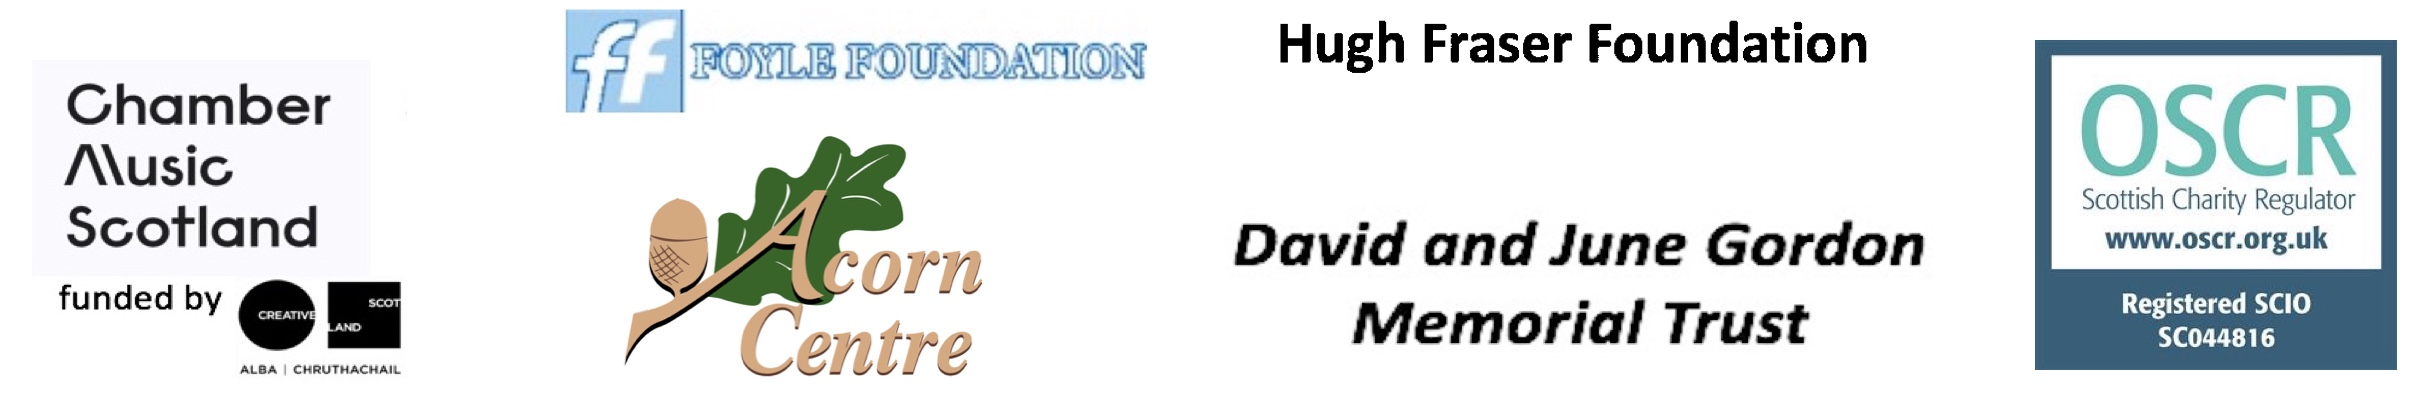 Chamber
Music
Scotland
funded by
CREATIVE
SCOT
LAND
ALBA | CHRUTHACHAIL
ff FOYLE FOUNDATION
Acorn
Centre
Hugh Fraser Foundation
David and June Gordon
Memorial Trust
OSCR
Scottish Charity Regulator
www.oscr.org.uk
Registered SCIO
SC044816